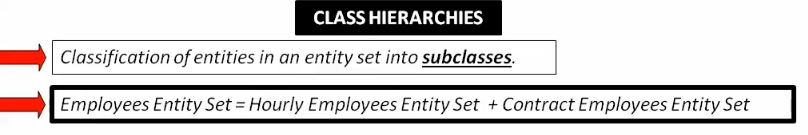 CLASS HIERARCHIES
Classification of entities in an entity set into subclasses.
Employees Entity Set = Hourly Employees Entity Set + Contract Employees Entity Set